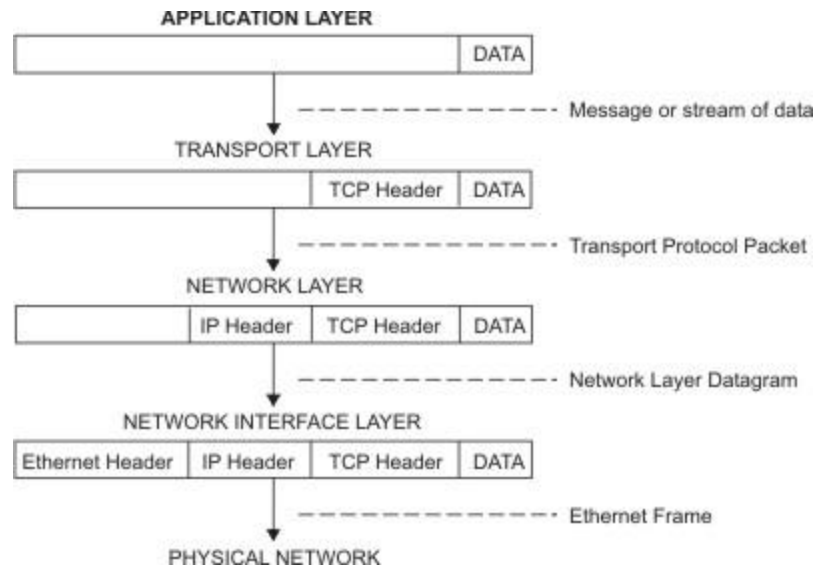 APPLICATION LAYER
DATA
Message or stream of data
TRANSPORT LAYER
TCP Header DATA
Transport Protocol Packet
NETWORK LAYER
IP Header TCP Header DATA
Network Layer Datagram
NETWORK INTERFACE LAYER
Ethernet Header IP Header TCP Header DATA
Ethernet Frame
PHYSICAL NETWORK